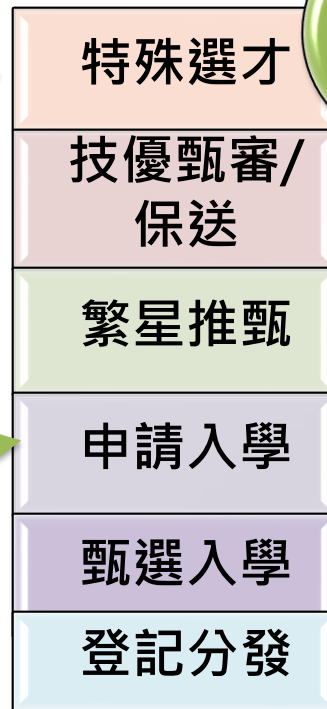 特殊選才
技優甄審/
保送
繁星推甄
申請入學
甄選入學
登記分發